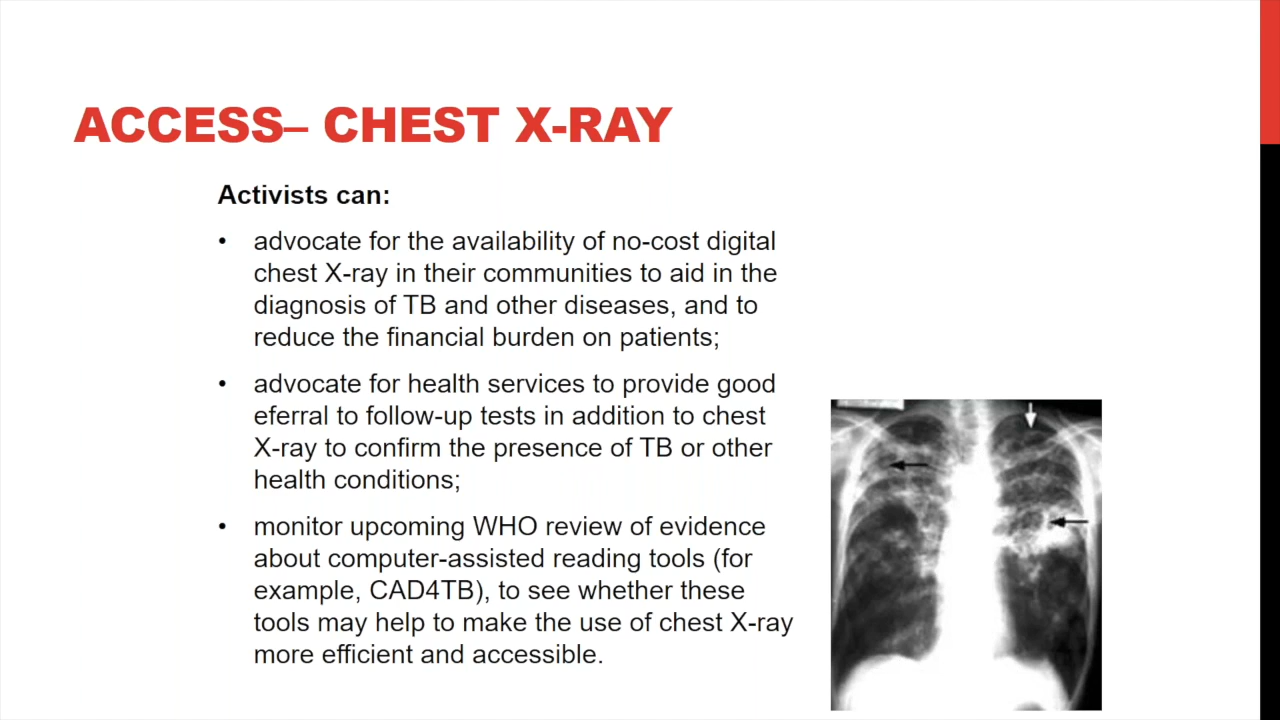 ACCESS– CHEST X-RAY
Activists can:
• advocate for the availability of no-cost digital
chest X-ray in their communities to aid in the
diagnosis of TB and other diseases, and to
reduce the financial burden on patients;
• advocate for health services to provide good
eferral to follow-up tests in addition to chest
X-ray to confirm the presence of TB or other
health conditions;
• monitor upcoming WHO review of evidence
about computer-assisted reading tools (for
example, CAD4TB), to see whether these
tools may help to make the use of chest X-ray
more efficient and accessible.